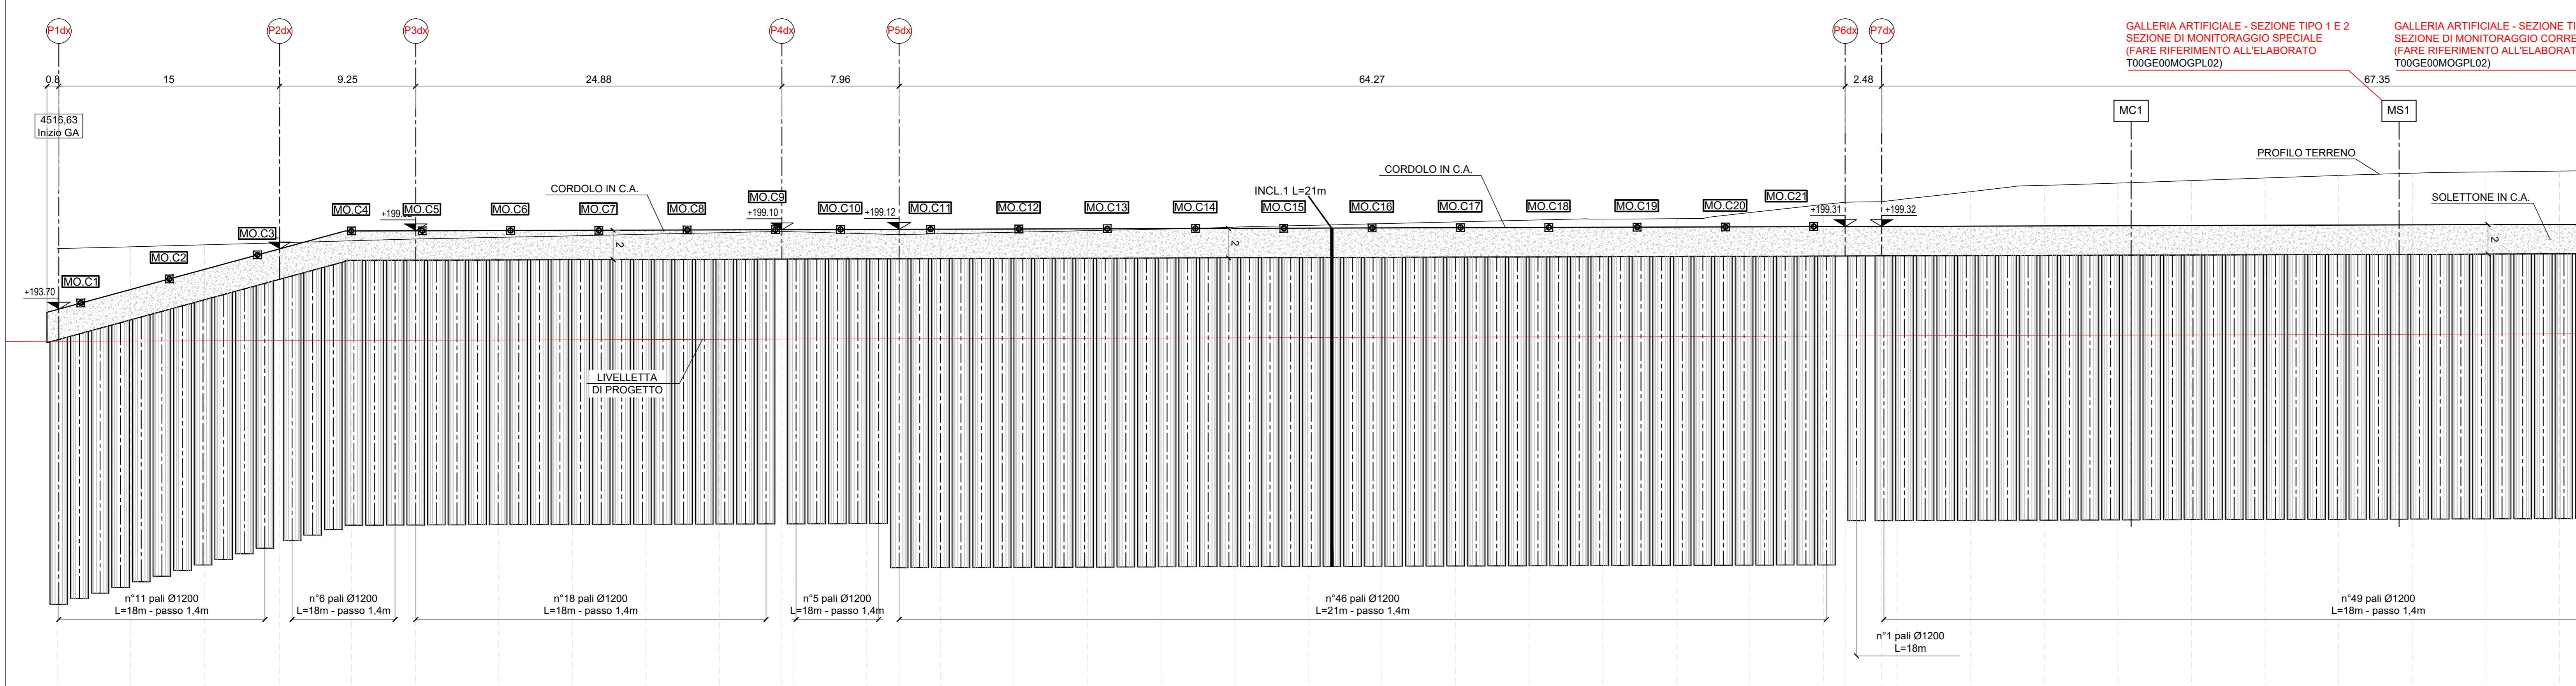 P1dx
P2dx
P3dx
P4dx
P5dx
P6dx
P7dx
GALLERIA ARTIFICIALE - SEZIONE TIPO 1 E 2
SEZIONE DI MONITORAGGIO SPECIALE
(FARE RIFERIMENTO ALL'ELABORATO
T00GE00MOGPL02)
GALLERIA ARTIFICIALE - SEZIONE
SEZIONE DI MONITORAGGIO
(FARE RIFERIMENTO
T00GE00MOGPL02)
0.8
15
9.25
24.88
7.96
64.27
2.48
67.35
4516,63
Inizio GA
MC1
MS1
PROFILO TERRENO
CORDOLO IN C.A.
CORDOLO IN C.A.
SOLETTONE IN C.A.
INCL.1 L=21m
MO.C1
MO.C2
MO.C3
MO.C4
MO.C5
MO.C6
MO.C7
MO.C8
MO.C9
MO.C10
MO.C11
MO.C12
MO.C13
MO.C14
MO.C15
MO.C16
MO.C17
MO.C18
MO.C19
MO.C20
MO.C21
+193.70
+199.10
+199.12
+199.31
+199.32
2
2
2
LIVELLETTA
DI PROGETTO
n°11 pali Ø1200
L=18m - passo 1,4m
n°6 pali Ø1200
L=18m - passo 1,4m
n°18 pali Ø1200
L=18m - passo 1,4m
n°5 pali Ø1200
L=18m - passo 1,4m
n°46 pali Ø1200
L=21m - passo 1,4m
n°1 pali Ø1200
L=18m
n°49 pali Ø1200
L=18m - passo 1,4m